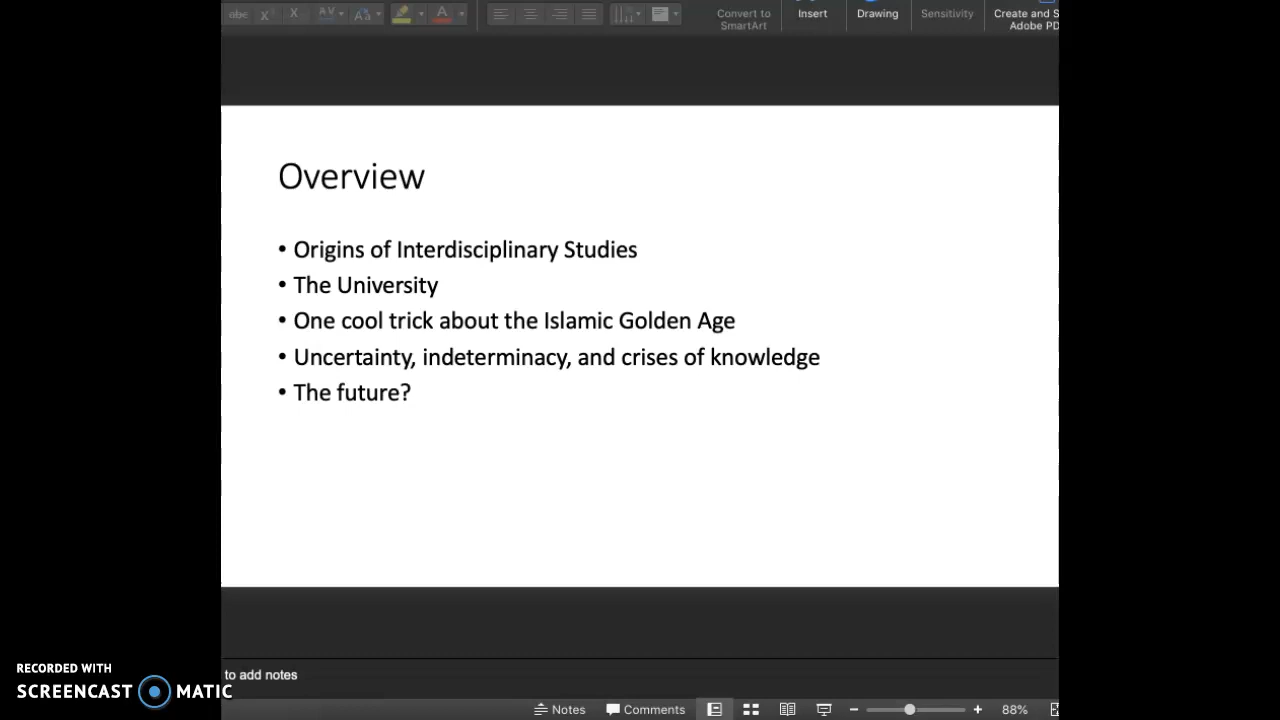 abc X X AV A A Convert to Insert Drawing Sensitivity Create and S
SmartArt Adobe PD
Overview
• Origins of Interdisciplinary Studies
• The University
• One cool trick about the Islamic Golden Age
• Uncertainty, indeterminacy, and crises of knowledge
• The future?
RECORDED WITH
SCREENCAST MATIC
to add notes
Notes Comments 88%